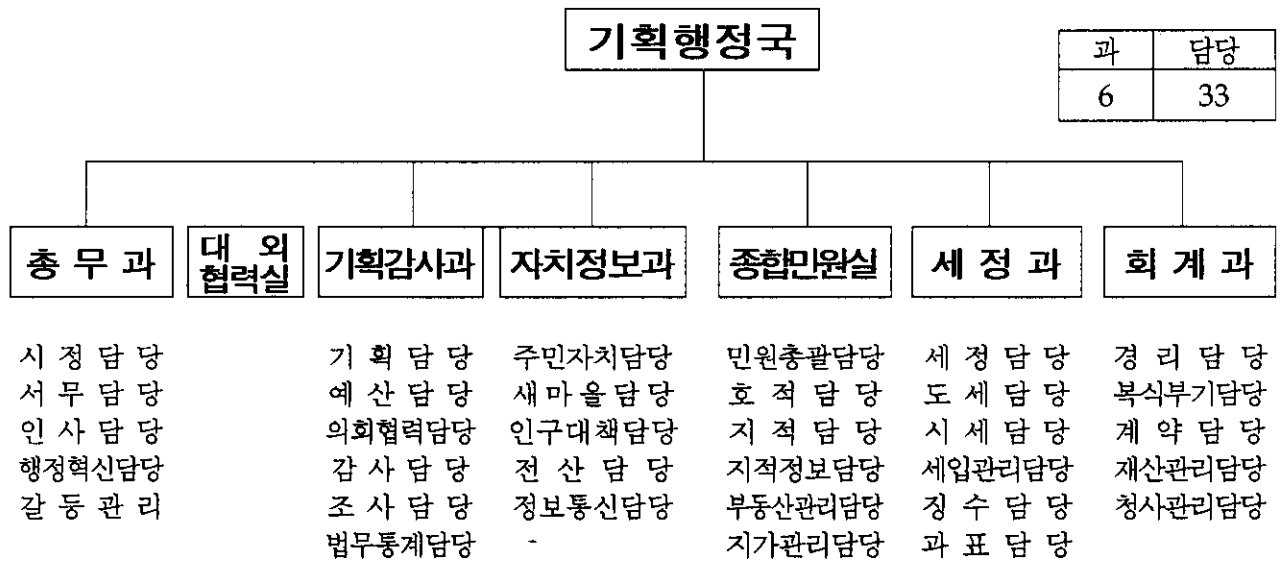 기획행정국
과 담당
6 33
총 무 과
대 외
협력실
기획감사과
자치정보과
종합민원실
세 정 과
회 계 과
시 정 담 당
서 무 담 당
인 사 담 당
행정혁신담당
갈 등 관 리
기 획 담 당
예 산 담 당
의회협력담당
감 사 담 당
조 사 담 당
법무통계담당
주민자치담당
새 마 을 담 당
인구대책담당
전 산 담 당
정보통신담당
-
민원총괄담당
호 적 담 당
지 적 담 당
지적정보담당
부동산관리담당
지가관리담당
세 정 담 당
도 세 담 당
시 세 담 당
세입관리담당
징 수 담 당
과 표 담 당
경 리 담 당
복식부기담당
계 약 담 당
재산관리담당
청사관리담당